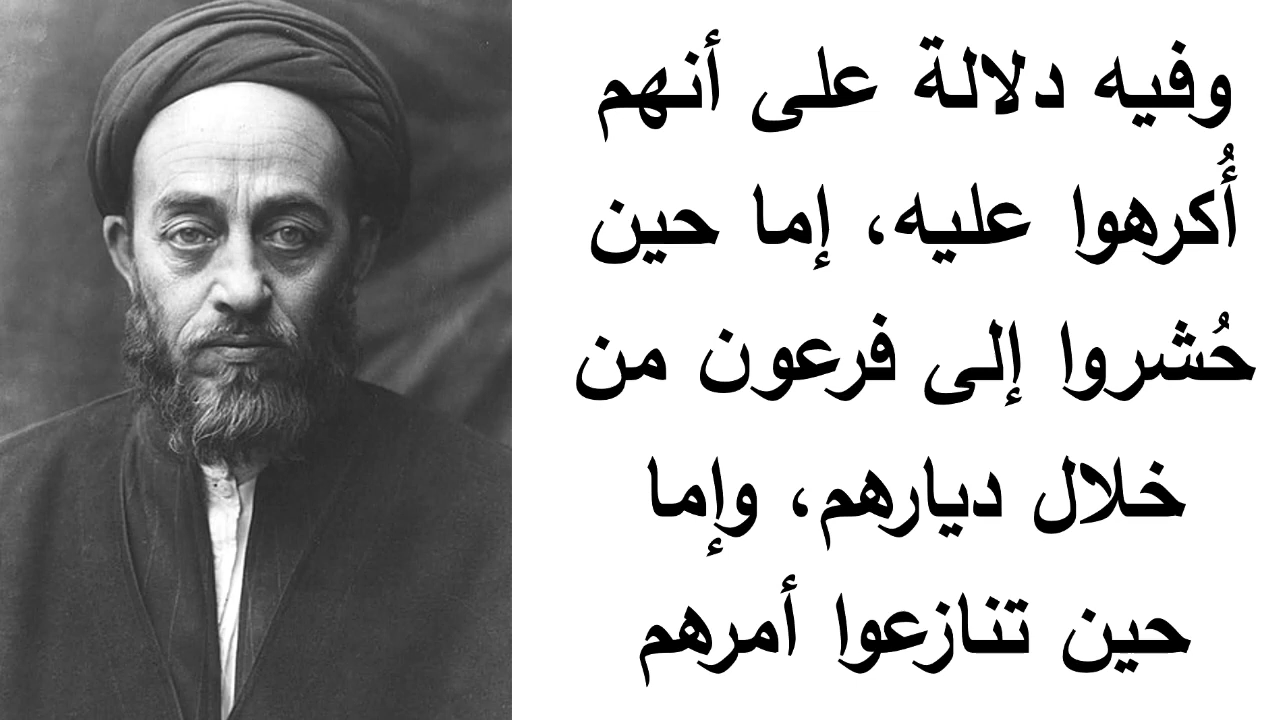 وفيه دلالة على أنهم
أُكرهوا عليه، إما حين
حُشروا إلى فرعون من
خلال ديارهم، وإما
حين تنازعوا أمرهم